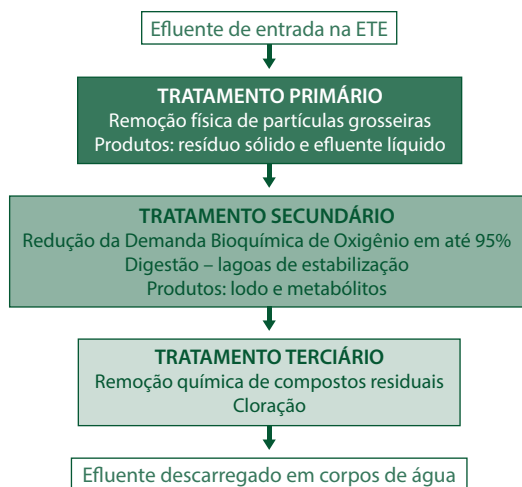 Efluente de entrada na ETE
TRATAMENTO PRIMÁRIO
Remoção física de partículas grosseiras
Produtos: resíduo sólido e efluente líquido
TRATAMENTO SECUNDÁRIO
Redução da Demanda Bioquímica de Oxigênio em até 95%
Digestão – lagoas de estabilização
Produtos: lodo e metabólitos
TRATAMENTO TERCIÁRIO
Remoção química de compostos residuais
Cloração
Efluente descarregado em corpos de água